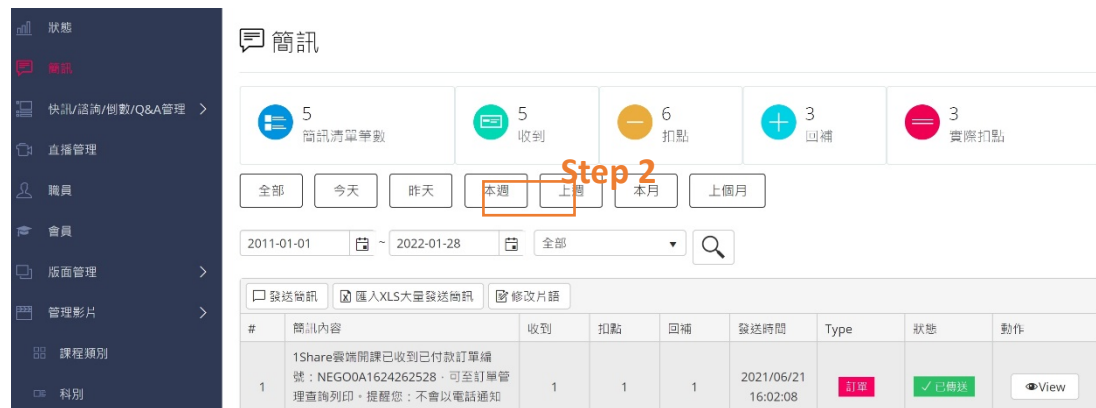 狀態
簡訊
快訊/諮詢/倒數/Q&A管理
直播管理
職員
會員
版面管理
管理影片
課程類別
科別
簡訊
5
簡訊清單筆數
5
收到
6
扣點
3
回補
3
實際扣點
Step 2
全部 今天 昨天 本週 上週 本月 上個月
2011-01-01 ~ 2022-01-28 全部
發送簡訊 匯入XLS大量發送簡訊 修改片語
# 簡訊內容 收到 扣點 回補 發送時間 Type 狀態 動作
1Share雲端開課已收到已付款訂單編
號：NEGO0A1624262528，可至訂單管
理查詢列印。提醒您：不會以電話通知
1 1 1 1 2021/06/21 訂單 ✓已傳送 View
16:02:08